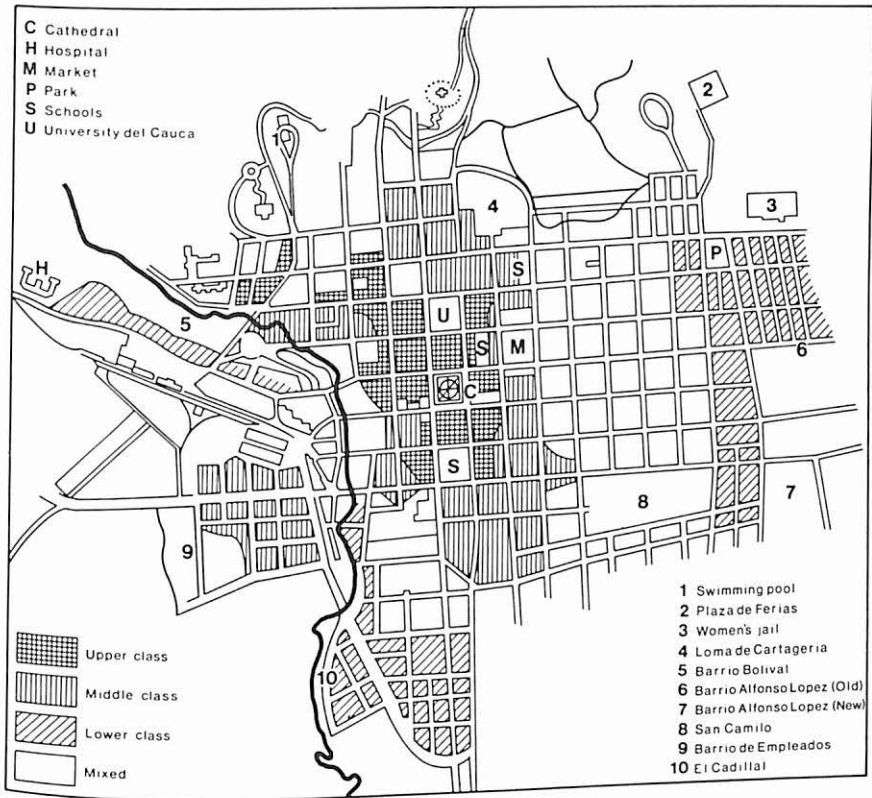 C Cathedral
H Hospital
M Market
P Park
S Schools
U University del Cauca
2
1
4
3
S
P
H
5
U
S
M
6
C
S
8
7
9
10
Upper class
Middle class
Lower class
Mixed
1 Swimming pool
2 Plaza de Ferias
3 Women's jail
4 Loma de Cartageria
5 Barrio Bolival
6 Barrio Alfonso Lopez (Old)
7 Barrio Alfonso Lopez (New)
8 San Camilo
9 Barrio de Empleados
10 El Cadillal